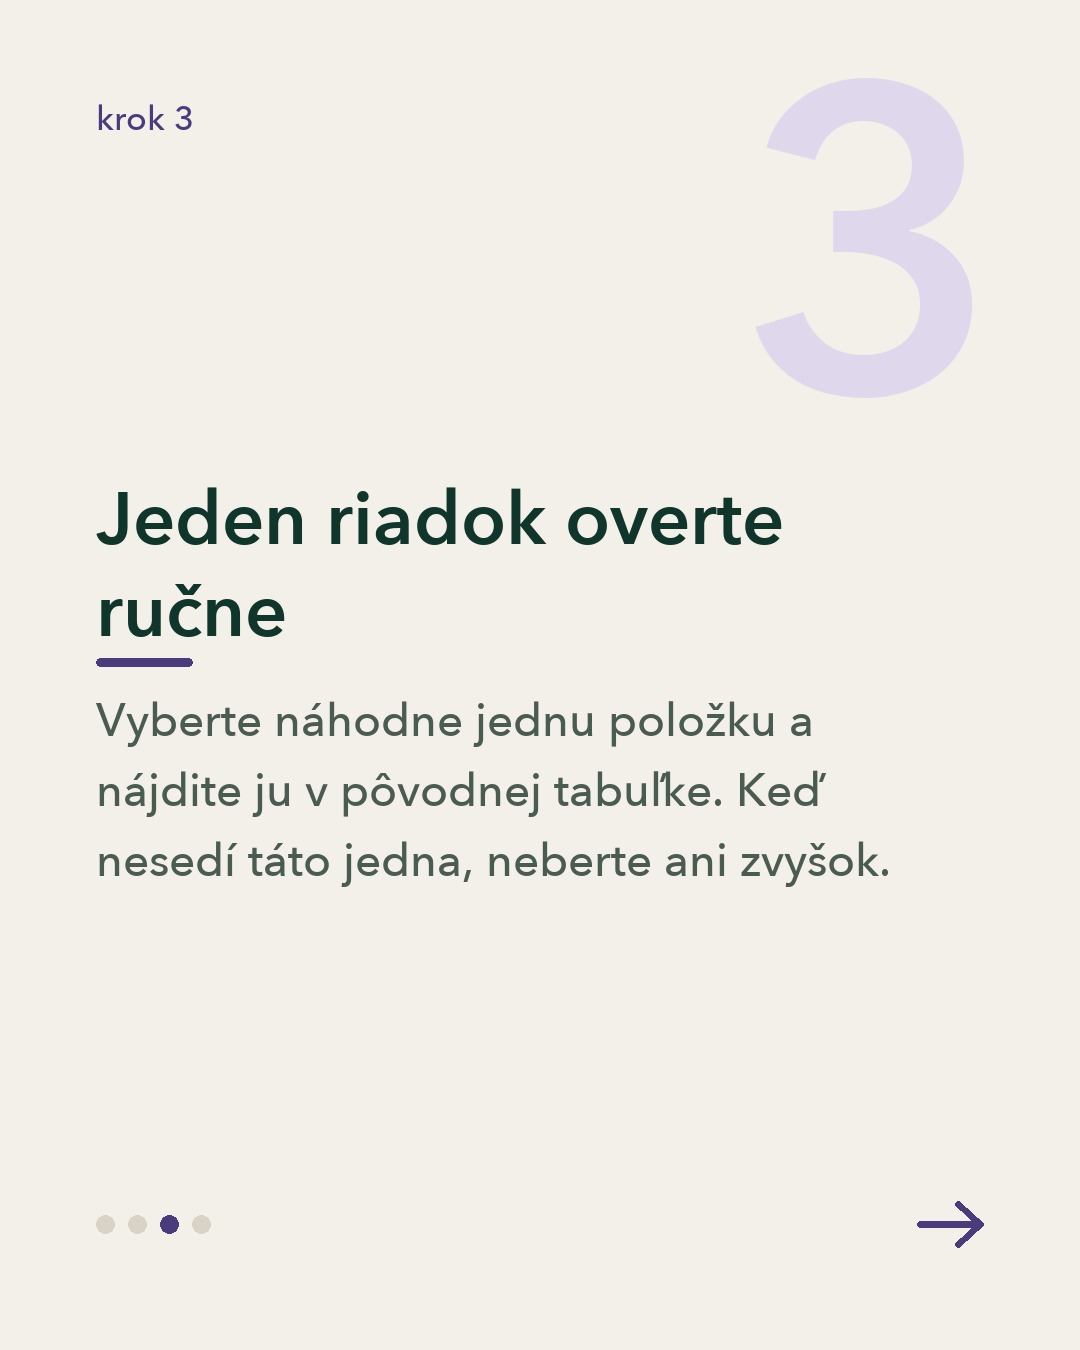 krok 3
3
Jeden riadok overte
ručne
Vyberte náhodne jednu položku a
nájdite ju v pôvodnej tabuľke. Keď
nesedí táto jedna, neberte ani zvyšok.